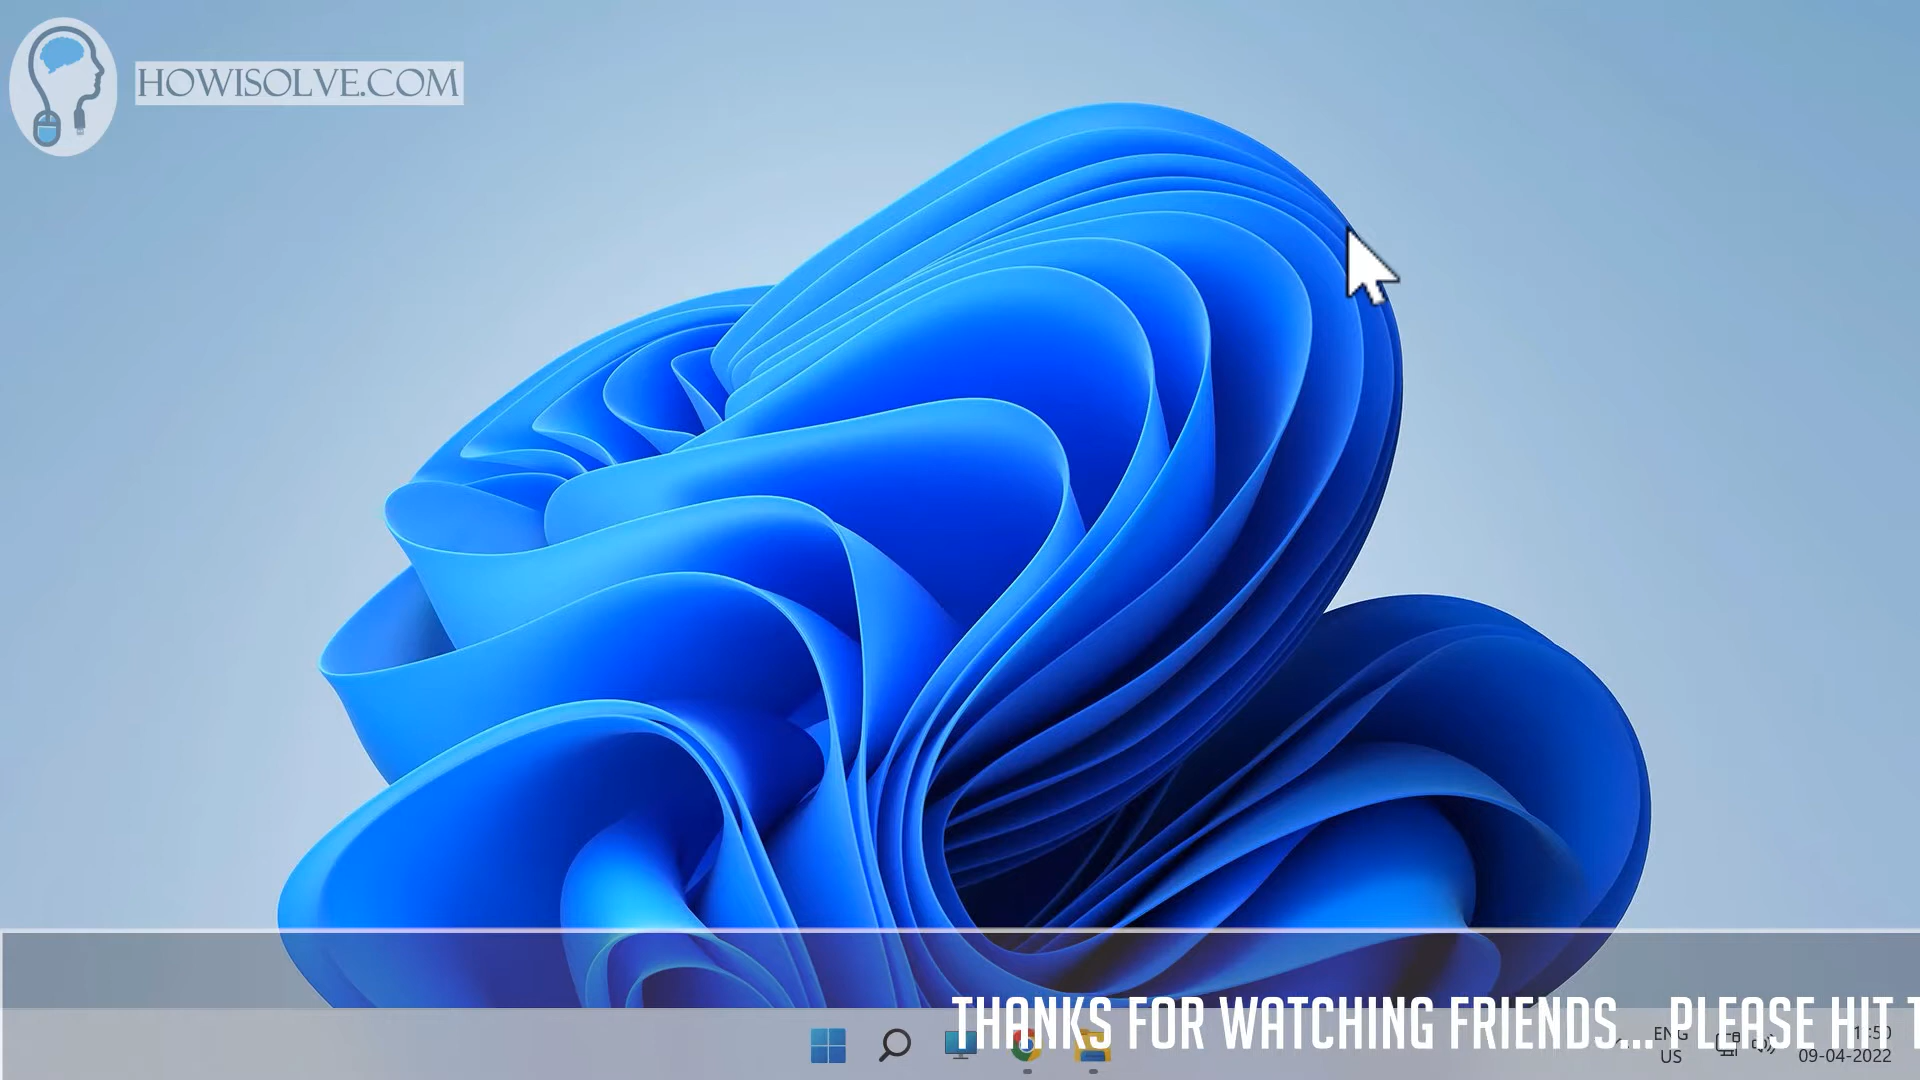 HOWISOLVE.COM
THANKS FOR WATCHING FRIENDS... PLEASE HIT
ENG
US
09-04-2022